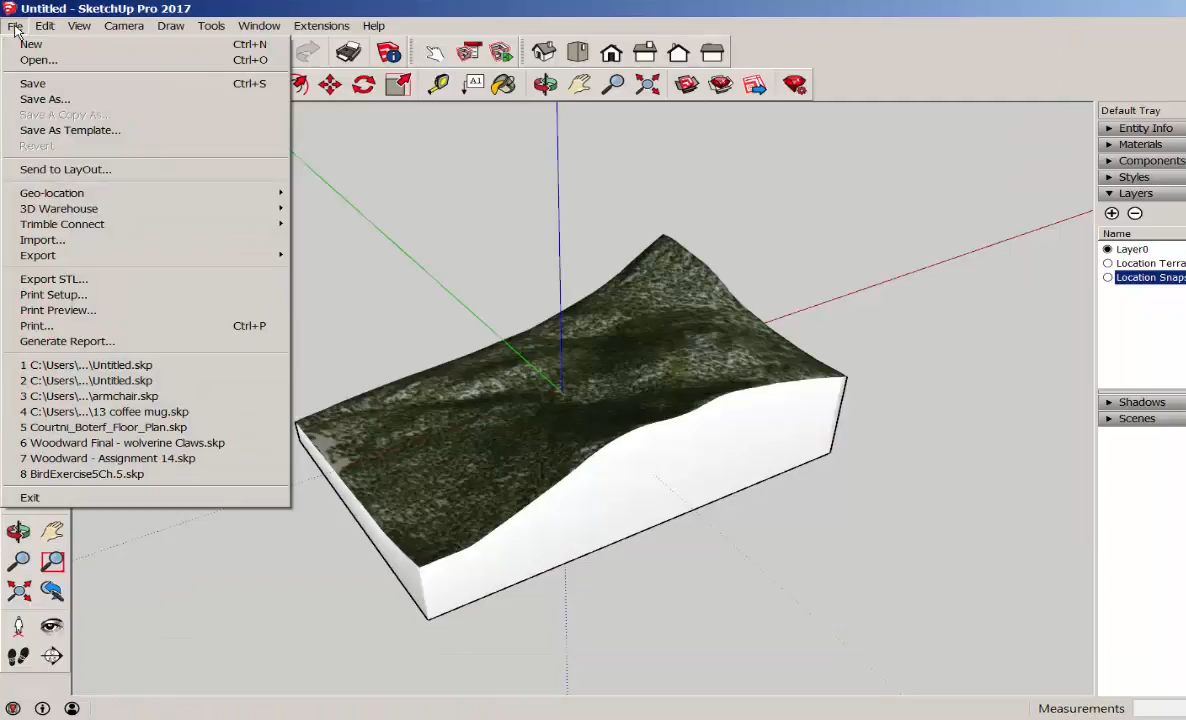 Untitled - SketchUp Pro 2017
File Edit View Camera Draw Tools Window Extensions Help
New Ctrl+N
Open... Ctrl+O
Save Ctrl+S
Save As...
Save A Copy As...
Save As Template...
Revert
Send to LayOut...
Geo-location
3D Warehouse
Trimble Connect
Import...
Export
Export STL...
Print Setup...
Print Preview...
Print... Ctrl+P
Generate Report...
1 C:\Users\...\Untitled.skp
2 C:\Users\...\Untitled.skp
3 C:\Users\...\armchair.skp
4 C:\Users\...\13 coffee mug.skp
5 Courtni_Boterf_Floor_Plan.skp
6 Woodward Final - wolverine Claws.skp
7 Woodward - Assignment 14.skp
8 BirdExercise5Ch.5.skp
Exit
A1
Default Tray
Entity Info
Materials
Components
Styles
Layers
Name
Layer0
Location Terra
Location Snaps
Shadows
Scenes
Measurements